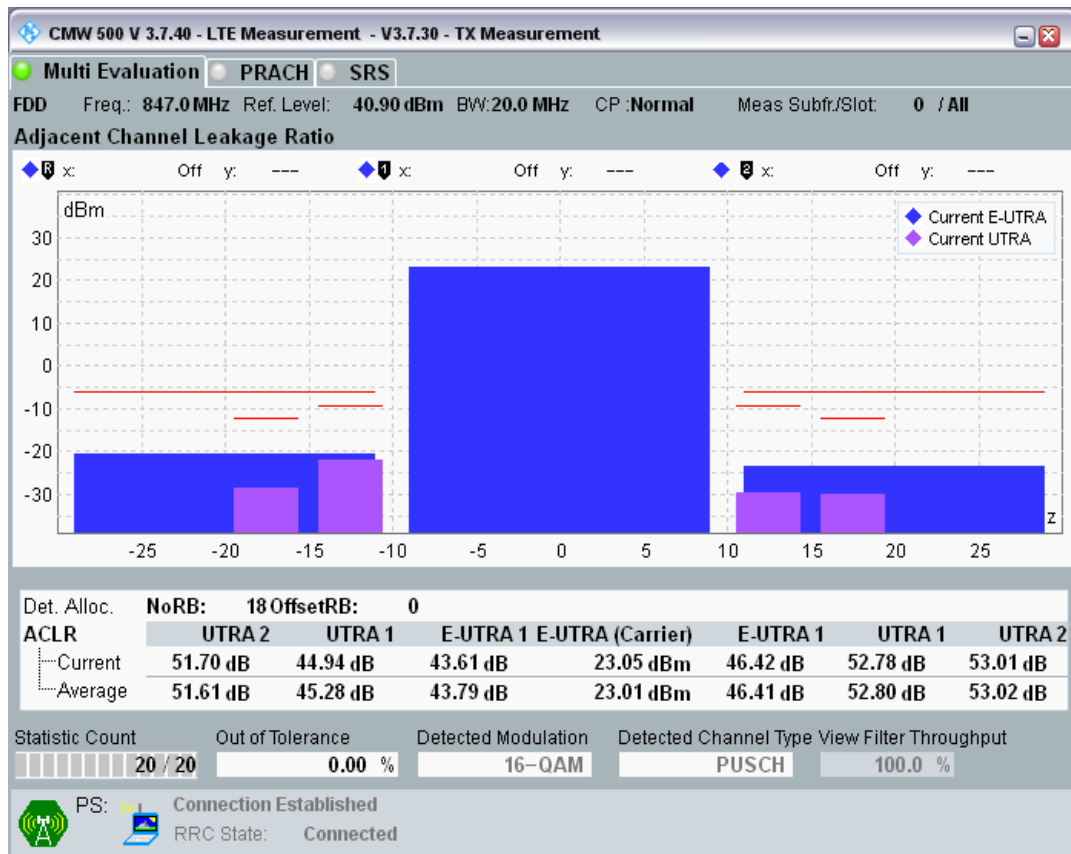 CMW 500 V 3.7.40 - LTE Measurement - V3.7.30 - TX Measurement
Multi Evaluation PRACH SRS
FDD Freq.: 847.0 MHz Ref. Level: 40.90 dBm BW:20.0 MHz CP :Normal Meas Subfr./Slot: 0 / All
Adjacent Channel Leakage Ratio
R x: Off y: --- 1 x: Off y: --- 2 x: Off y: ---
dBm
Current E-UTRA
Current UTRA
30
20
10
0
-10
-20
-30
z
-25 -20 -15 -10 -5 0 5 10 15 20 25
Det. Alloc. NoRB: 18 OffsetRB: 0
ACLR UTRA 2 UTRA 1 E-UTRA 1 E-UTRA (Carrier) E-UTRA 1 UTRA 1 UTRA 2
Current 51.70 dB 44.94 dB 43.61 dB 23.05 dBm 46.42 dB 52.78 dB 53.01 dB
Average 51.61 dB 45.28 dB 43.79 dB 23.01 dBm 46.41 dB 52.80 dB 53.02 dB
Statistic Count Out of Tolerance Detected Modulation Detected Channel Type View Filter Throughput
20 / 20 0.00 % 16-QAM PUSCH 100.0 %
PS: Connection Established
RRC State: Connected